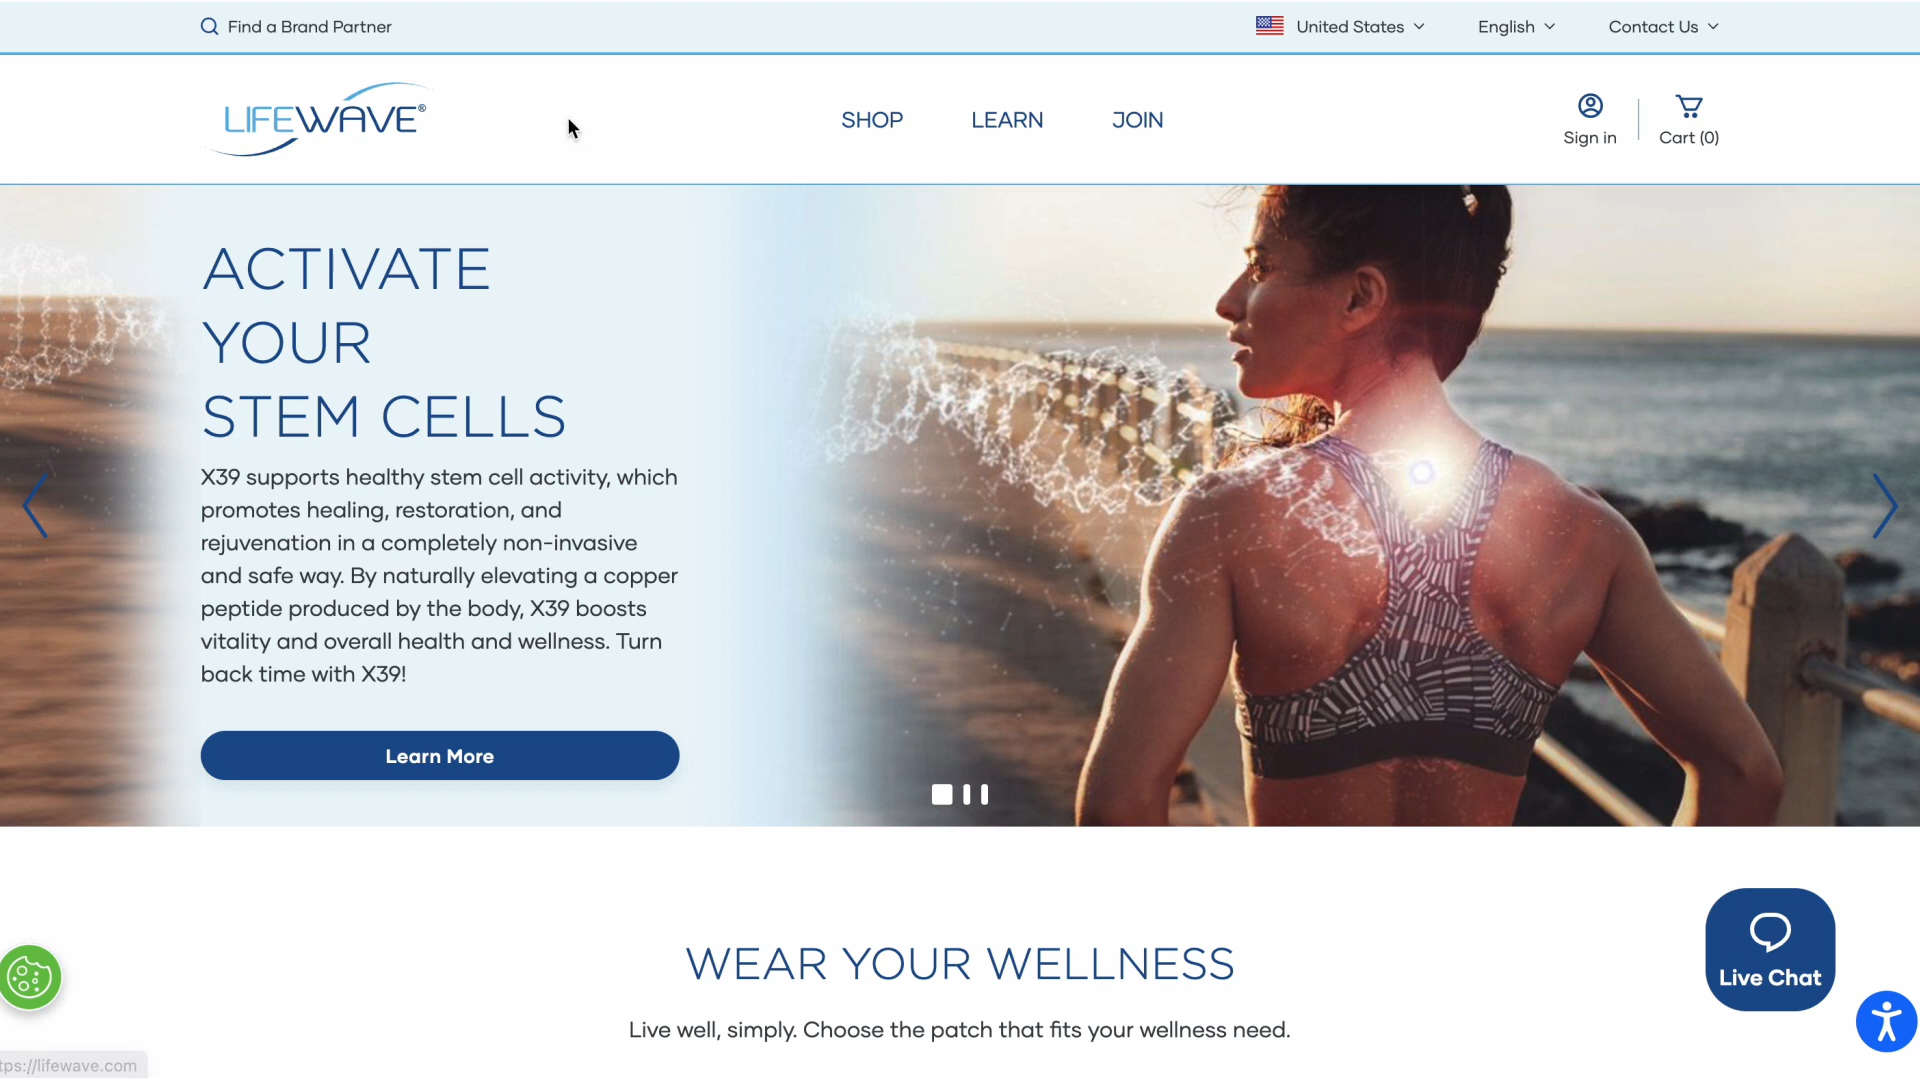 Find a Brand Partner
United States
English
Contact Us
LIFEWAVE®
SHOP
LEARN
JOIN
Sign in
Cart (0)
ACTIVATE
YOUR
STEM CELLS
X39 supports healthy stem cell activity, which
promotes healing, restoration, and
rejuvenation in a completely non-invasive
and safe way. By naturally elevating a copper
peptide produced by the body, X39 boosts
vitality and overall health and wellness. Turn
back time with X39!
Learn More
WEAR YOUR WELLNESS
Live well, simply. Choose the patch that fits your wellness need.
Live Chat
tps://lifewave.com